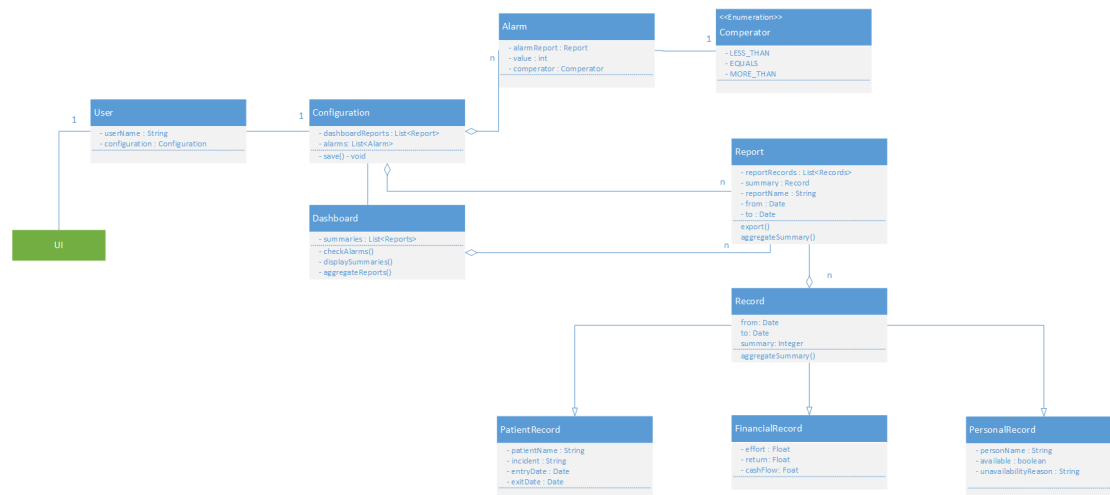 Alarm
- alarmReport : Report
- value : int
- comperator : Comperator
<<Enumeration>>
Comperator
- LESS_THAN
- EQUALS
- MORE_THAN
1
n
User
- userName : String
- configuration : Configuration
1
1
Configuration
- dashboardReports : List<Report>
- alarms: List<Alarm>
- save() - void
Report
- reportRecords : List<Records>
- summary : Record
- reportName : String
- from : Date
- to : Date
export()
aggregateSummary()
n
UI
Dashboard
- summaries : List<Reports>
- checkAlarms()
- displaySummaries()
- aggregateReports()
n
n
Record
from: Date
to: Date
summary: Integer
aggregateSummary()
PatientRecord
- patientName : String
- incident : String
- entryDate : Date
- exitDate : Date
FinancialRecord
- effort : Float
- return: Float
- cashFlow: Foat
PersonalRecord
- personName : String
- available : boolean
- unavailabilityReason : String